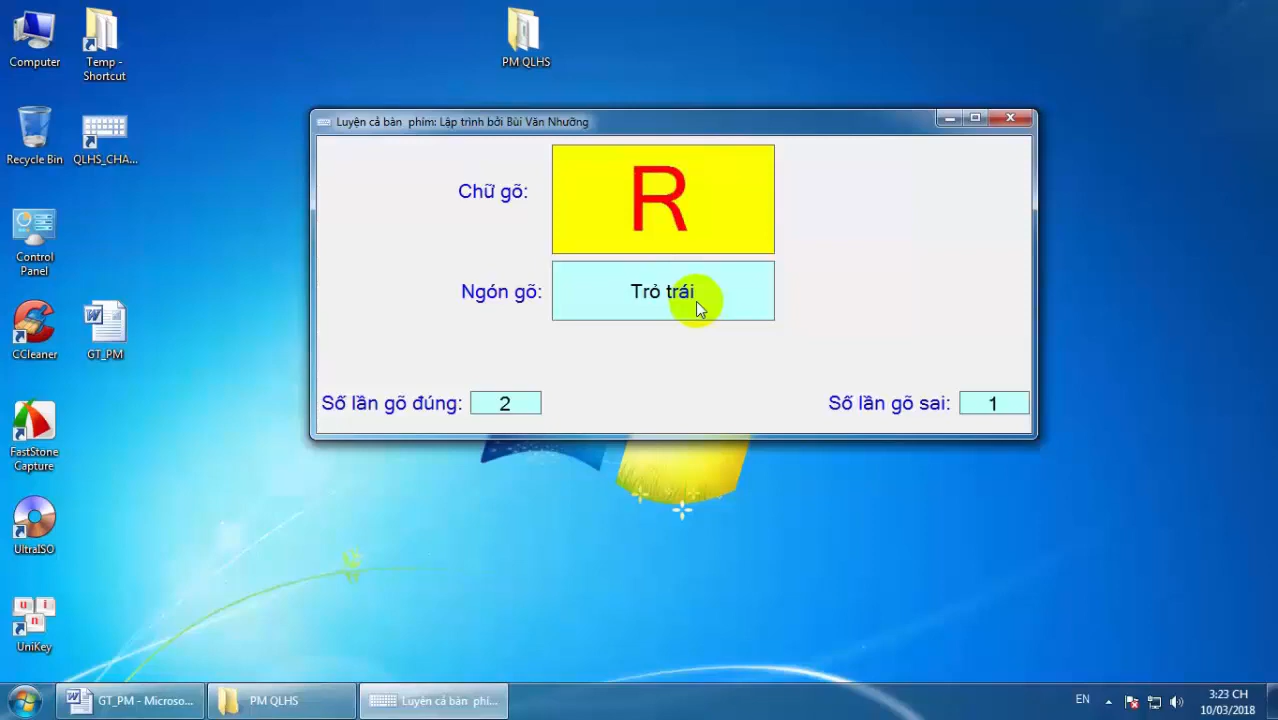 Computer
Temp -
Shortcut
PM QLHS
Recycle Bin
QLHS_CHA...
Control
Panel
CCleaner
GT_PM
FastStone
Capture
UltraISO
UniKey
Luyện cả bàn phím: Lập trình bởi Bùi Văn Nhưỡng
Chữ gõ:
R
Ngón gõ:
Trỏ trái
Số lần gõ đúng:
2
Số lần gõ sai:
1
GT_PM - Microso...
PM QLHS
Luyện cả bàn phí...
EN
3:23 CH
10/03/2018